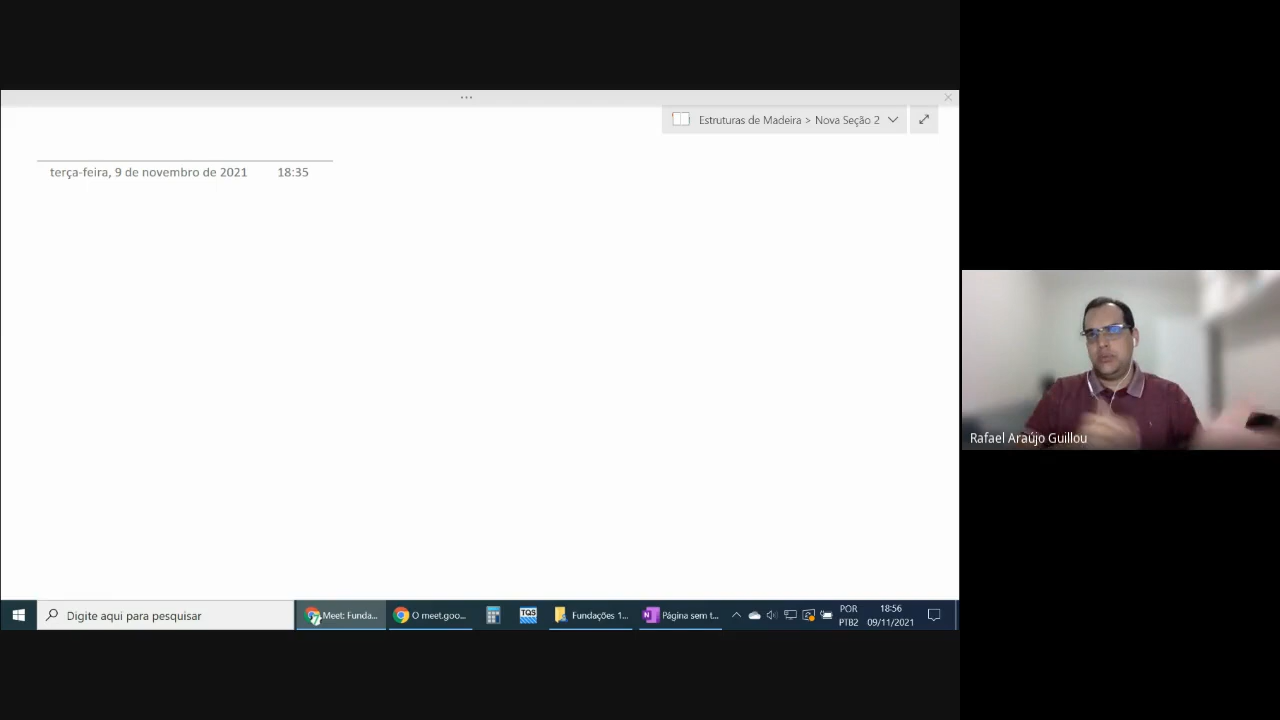 Estruturas de Madeira > Nova Seção 2
terça-feira, 9 de novembro de 2021 18:35
Rafael Araújo Guillou
Digite aqui para pesquisar
Meet: Funda...
O meet.goo...
TQS
Fundações 1...
Página sem t...
POR
PTB2
18:56
09/11/2021